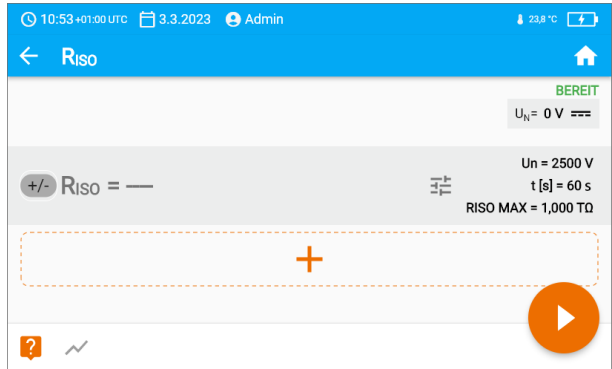 10:53+01:00 UTC 3.3.2023 Admin 23,8 °C
RISO
BEREIT
UN= 0 V
Un = 2500 V
+/- RISO = —
t [s] = 60 s
RISO MAX = 1,000 TΩ
+
?